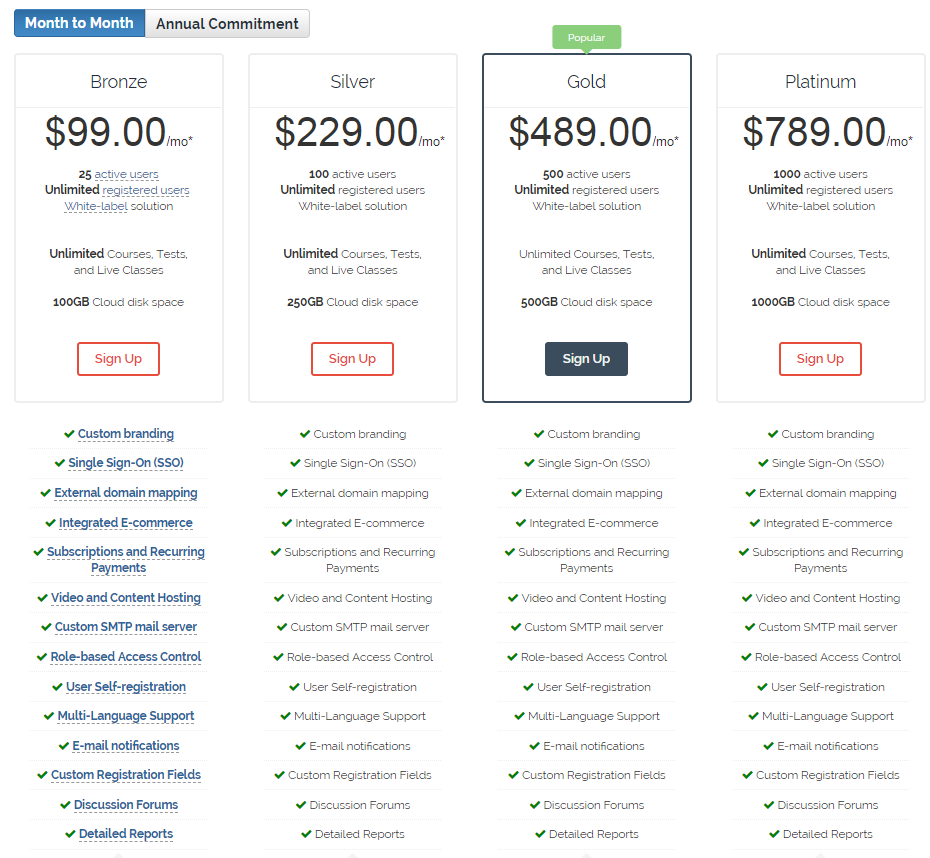 Month to Month
Annual Commitment
Popular
Bronze
$99.00/mo*
25 active users
Unlimited registered users
White-label solution
Unlimited Courses, Tests,
and Live Classes
100GB Cloud disk space
Sign Up
Silver
$229.00/mo*
100 active users
Unlimited registered users
White-label solution
Unlimited Courses, Tests,
and Live Classes
250GB Cloud disk space
Sign Up
Gold
$489.00/mo*
500 active users
Unlimited registered users
White-label solution
Unlimited Courses, Tests,
and Live Classes
500GB Cloud disk space
Sign Up
Platinum
$789.00/mo*
1000 active users
Unlimited registered users
White-label solution
Unlimited Courses, Tests,
and Live Classes
1000GB Cloud disk space
Sign Up
Custom branding
Single Sign-On (SSO)
External domain mapping
Integrated E-commerce
Subscriptions and Recurring
Payments
Video and Content Hosting
Custom SMTP mail server
Role-based Access Control
User Self-registration
Multi-Language Support
E-mail notifications
Custom Registration Fields
Discussion Forums
Detailed Reports
Custom branding
Single Sign-On (SSO)
External domain mapping
Integrated E-commerce
Subscriptions and Recurring
Payments
Video and Content Hosting
Custom SMTP mail server
Role-based Access Control
User Self-registration
Multi-Language Support
E-mail notifications
Custom Registration Fields
Discussion Forums
Detailed Reports
Custom branding
Single Sign-On (SSO)
External domain mapping
Integrated E-commerce
Subscriptions and Recurring
Payments
Video and Content Hosting
Custom SMTP mail server
Role-based Access Control
User Self-registration
Multi-Language Support
E-mail notifications
Custom Registration Fields
Discussion Forums
Detailed Reports
Custom branding
Single Sign-On (SSO)
External domain mapping
Integrated E-commerce
Subscriptions and Recurring
Payments
Video and Content Hosting
Custom SMTP mail server
Role-based Access Control
User Self-registration
Multi-Language Support
E-mail notifications
Custom Registration Fields
Discussion Forums
Detailed Reports